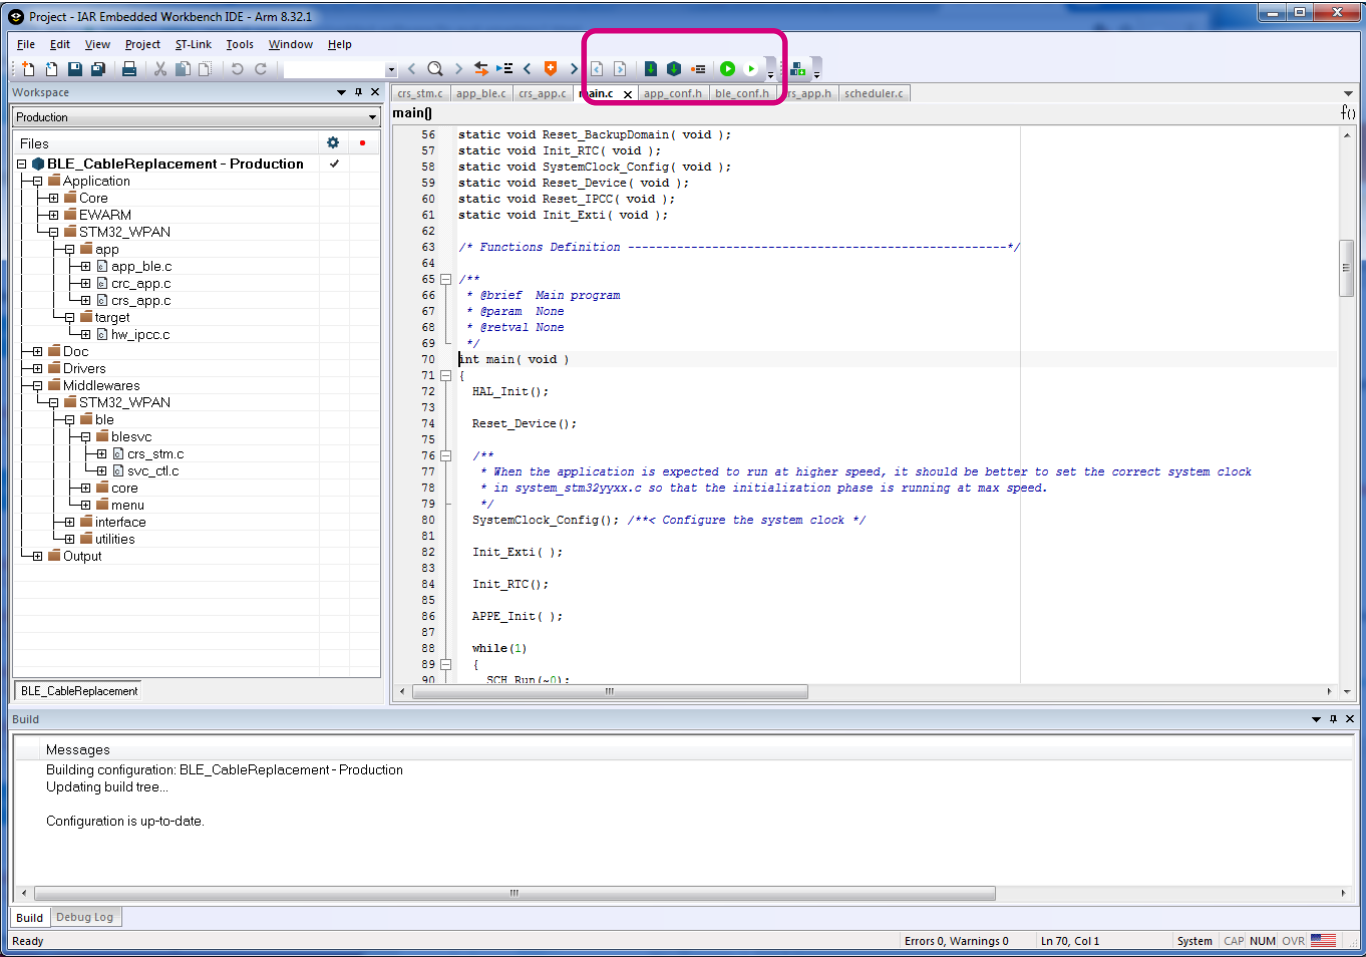 Project - IAR Embedded Workbench IDE - Arm 8.32.1
File Edit View Project ST-Link Tools Window Help
Workspace
Production
Files
BLE_CableReplacement - Production
Application
Core
EWARM
STM32_WPAN
app
app_ble.c
crc_app.c
crs_app.c
target
hw_ipcc.c
Doc
Drivers
Middlewares
STM32_WPAN
ble
blesvc
crs_stm.c
svc_ctl.c
core
menu
interface
utilities
Output
BLE_CableReplacement
crs_stm.c app_ble.c crs_app.c main.c x app_conf.h ble_conf.h rs_app.h scheduler.c
main() f()
56 static void Reset_BackupDomain( void );
57 static void Init_RTC( void );
58 static void SystemClock_Config( void );
59 static void Reset_Device( void );
60 static void Reset_IPCC( void );
61 static void Init_Exti( void );
62
63 /* Functions Definition ------------------------------------------------------*/
64
65 /**
66 * @brief Main program
67 * @param None
68 * @retval None
69 */
70 int main( void )
71 {
72 HAL_Init();
73
74 Reset_Device();
75
76 /**
77 * When the application is expected to run at higher speed, it should be better to set the correct system clock
78 * in system_stm32yyxx.c so that the initialization phase is running at max speed.
79 */
80 SystemClock_Config(); /**< Configure the system clock */
81
82 Init_Exti( );
83
84 Init_RTC();
85
86 APPE_Init( );
87
88 while(1)
89 {
90 SCH_Run(~0);
Build
Messages
Building configuration: BLE_CableReplacement - Production
Updating build tree...
Configuration is up-to-date.
Build Debug Log
Ready Errors 0, Warnings 0 Ln 70, Col 1 System CAP NUM OVR